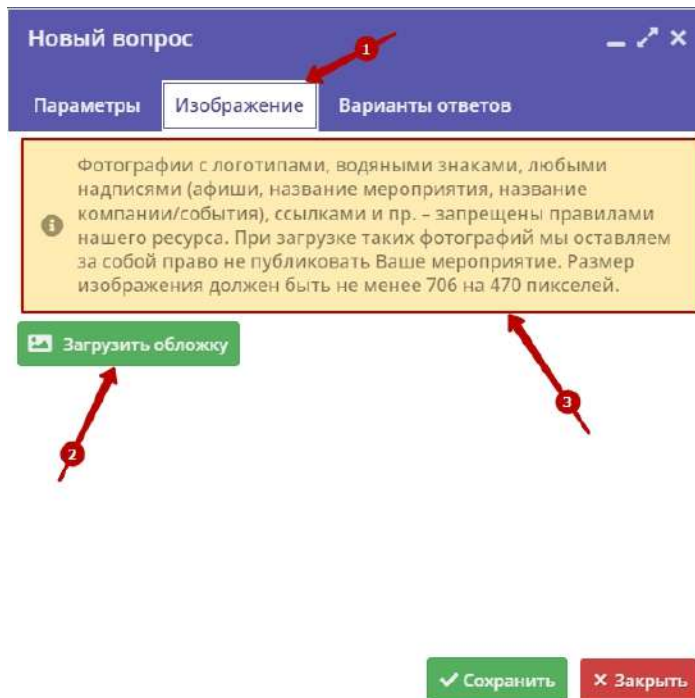 Новый вопрос
1
Параметры Изображение Варианты ответов
Фотографии с логотипами, водяными знаками, любыми
надписями (афиши, название мероприятия, название
компании/события), ссылками и пр. – запрещены правилами
нашего ресурса. При загрузке таких фотографий мы оставляем
за собой право не публиковать Ваше мероприятие. Размер
изображения должен быть не менее 706 на 470 пикселей.
Загрузить обложку
3
2
Сохранить Закрыть